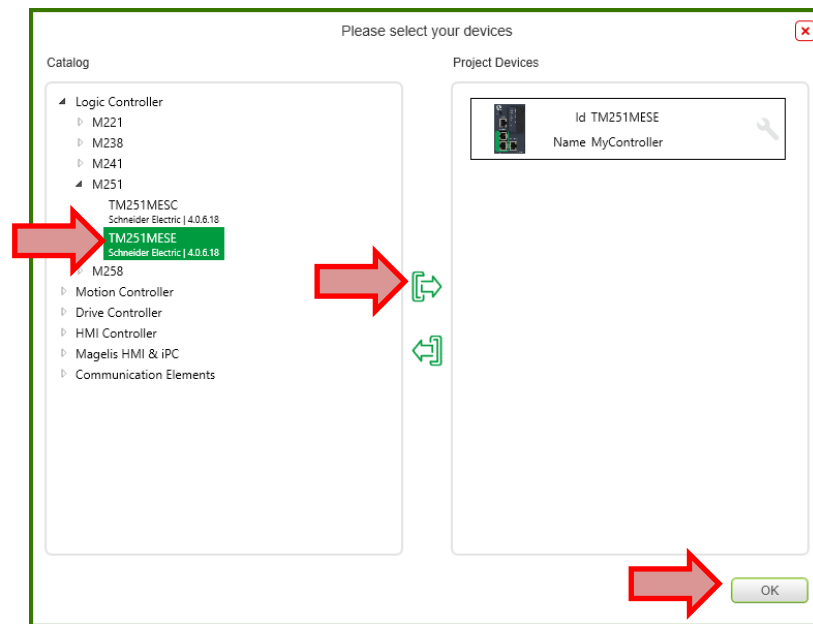 Please select your devices
Catalog
Project Devices
Logic Controller
M221
M238
M241
M251
TM251MESC
Schneider Electric | 4.0.6.18
TM251MESE
Schneider Electric | 4.0.6.18
M258
Motion Controller
Drive Controller
HMI Controller
Magelis HMI & iPC
Communication Elements
Id TM251MESE
Name MyController
OK